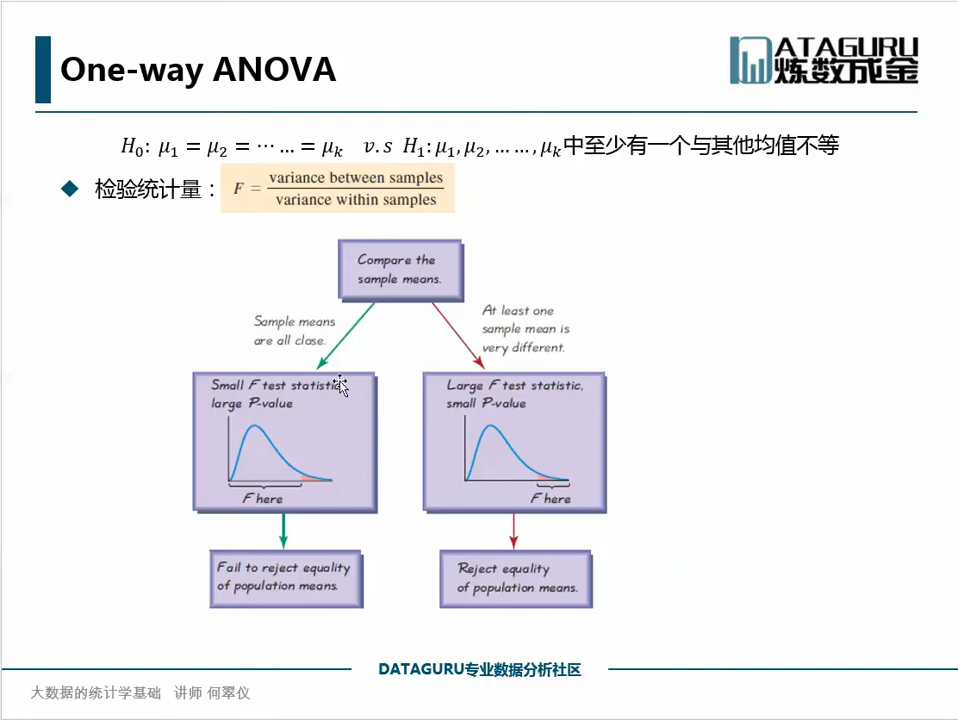 One-way ANOVA
ATAGURU
炼数成金
H₀: μ₁ = μ₂ = ⋯ … = μₖ v.s H₁: μ₁, μ₂, … …, μₖ中至少有一个与其他均值不等
◆ 检验统计量： F = variance between samples / variance within samples
Compare the
sample means.
Sample means
are all close.
At least one
sample mean is
very different.
Small F test statistic,
large P-value
F here
Large F test statistic,
small P-value
F here
Fail to reject equality
of population means.
Reject equality
of population means.
DATAGURU专业数据分析社区
大数据的统计学基础 讲师 何翠仪